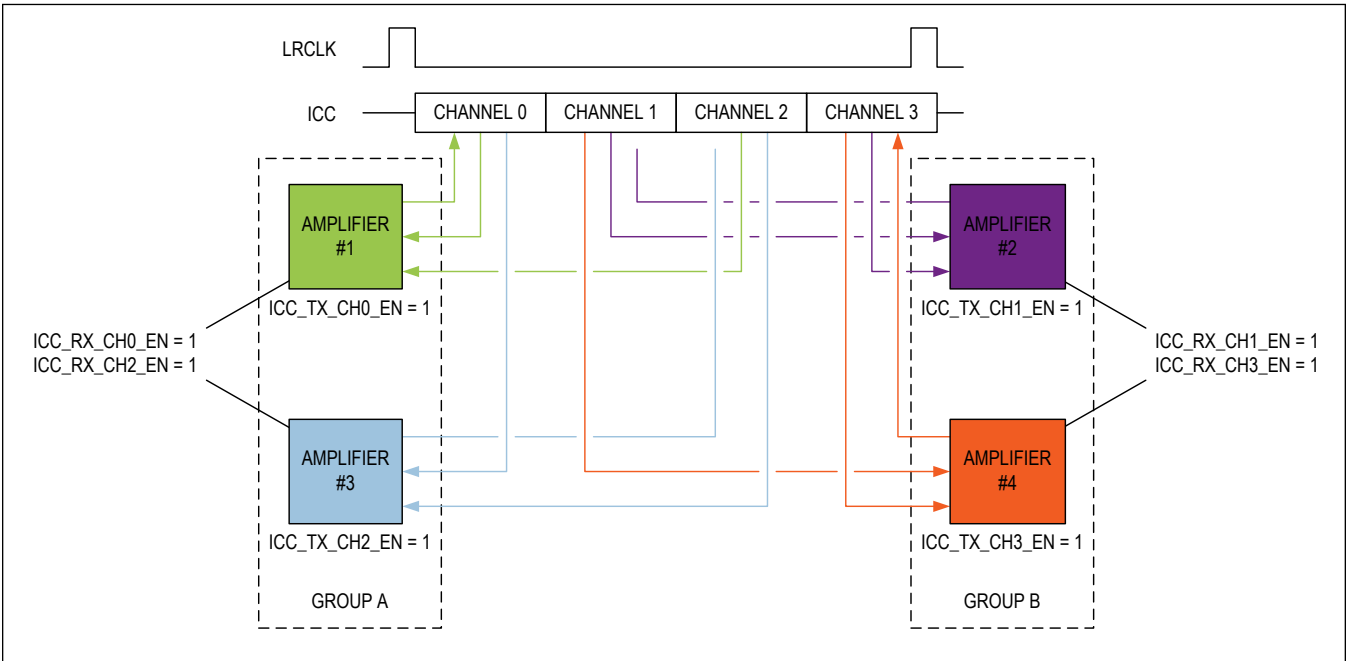 LRCLK
ICC
CHANNEL 0
CHANNEL 1
CHANNEL 2
CHANNEL 3
AMPLIFIER
#1
ICC_TX_CH0_EN = 1
AMPLIFIER
#2
ICC_TX_CH1_EN = 1
ICC_RX_CH0_EN = 1
ICC_RX_CH2_EN = 1
ICC_RX_CH1_EN = 1
ICC_RX_CH3_EN = 1
AMPLIFIER
#3
ICC_TX_CH2_EN = 1
AMPLIFIER
#4
ICC_TX_CH3_EN = 1
GROUP A
GROUP B